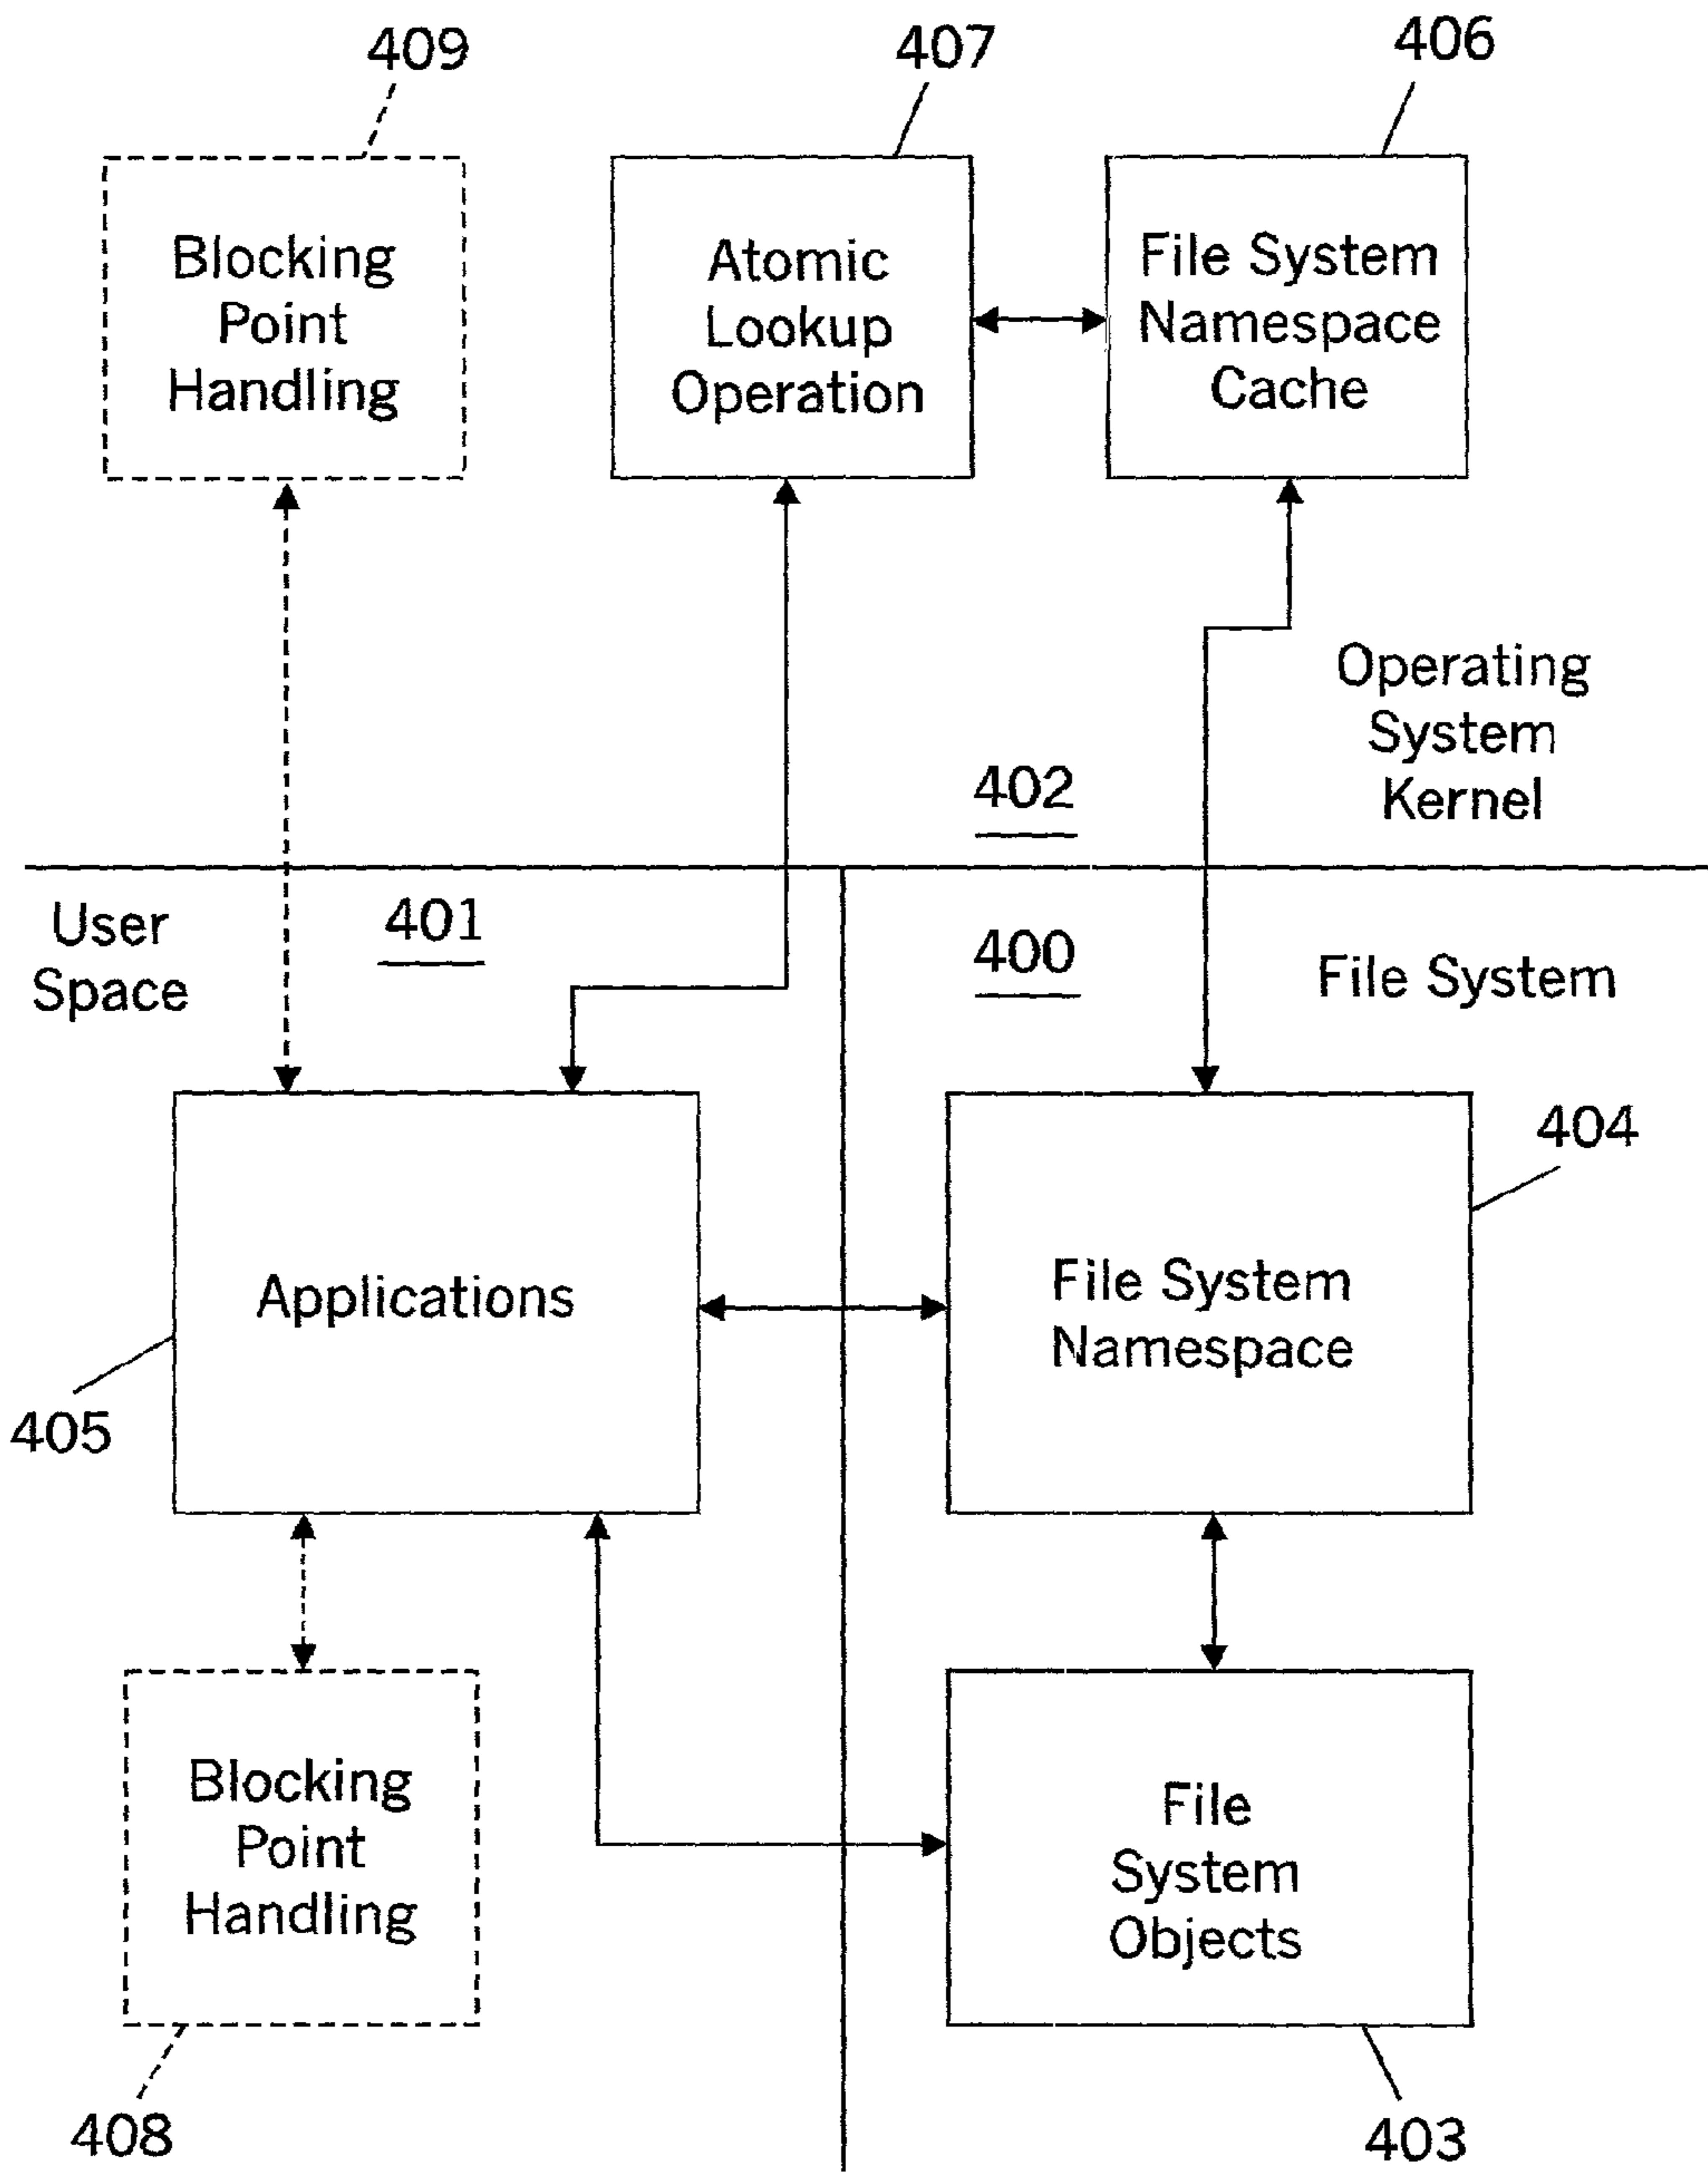 409
407
406
Blocking
Point
Handling
Atomic
Lookup
Operation
File System
Namespace
Cache
Operating
System
Kernel
402
User
Space
401
400
File System
404
Applications
File System
Namespace
405
Blocking
Point
Handling
File
System
Objects
408
403